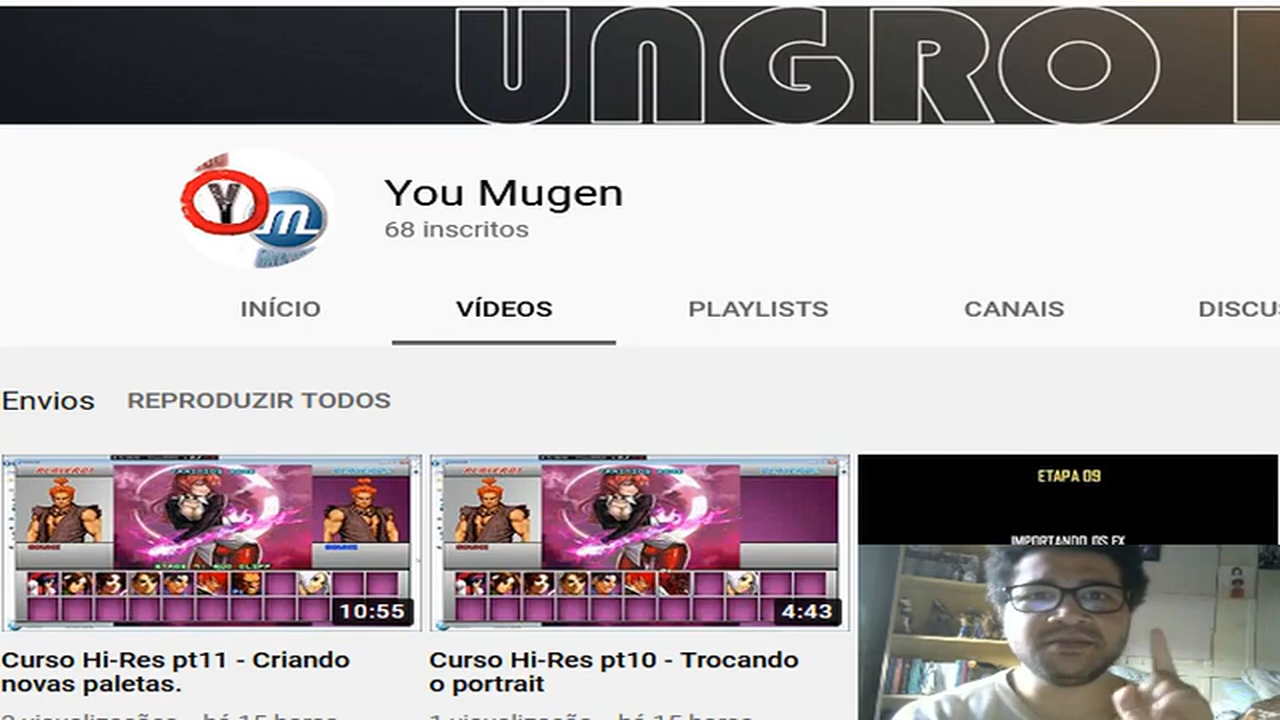 UNGRO
You Mugen
68 inscritos
INÍCIO VÍDEOS PLAYLISTS CANAIS
Envios REPRODUZIR TODOS
ETAPA 09
IMPORTANDO OS FX
10:55
4:43
Curso Hi-Res pt11 - Criando
novas paletas.
Curso Hi-Res pt10 - Trocando
o portrait